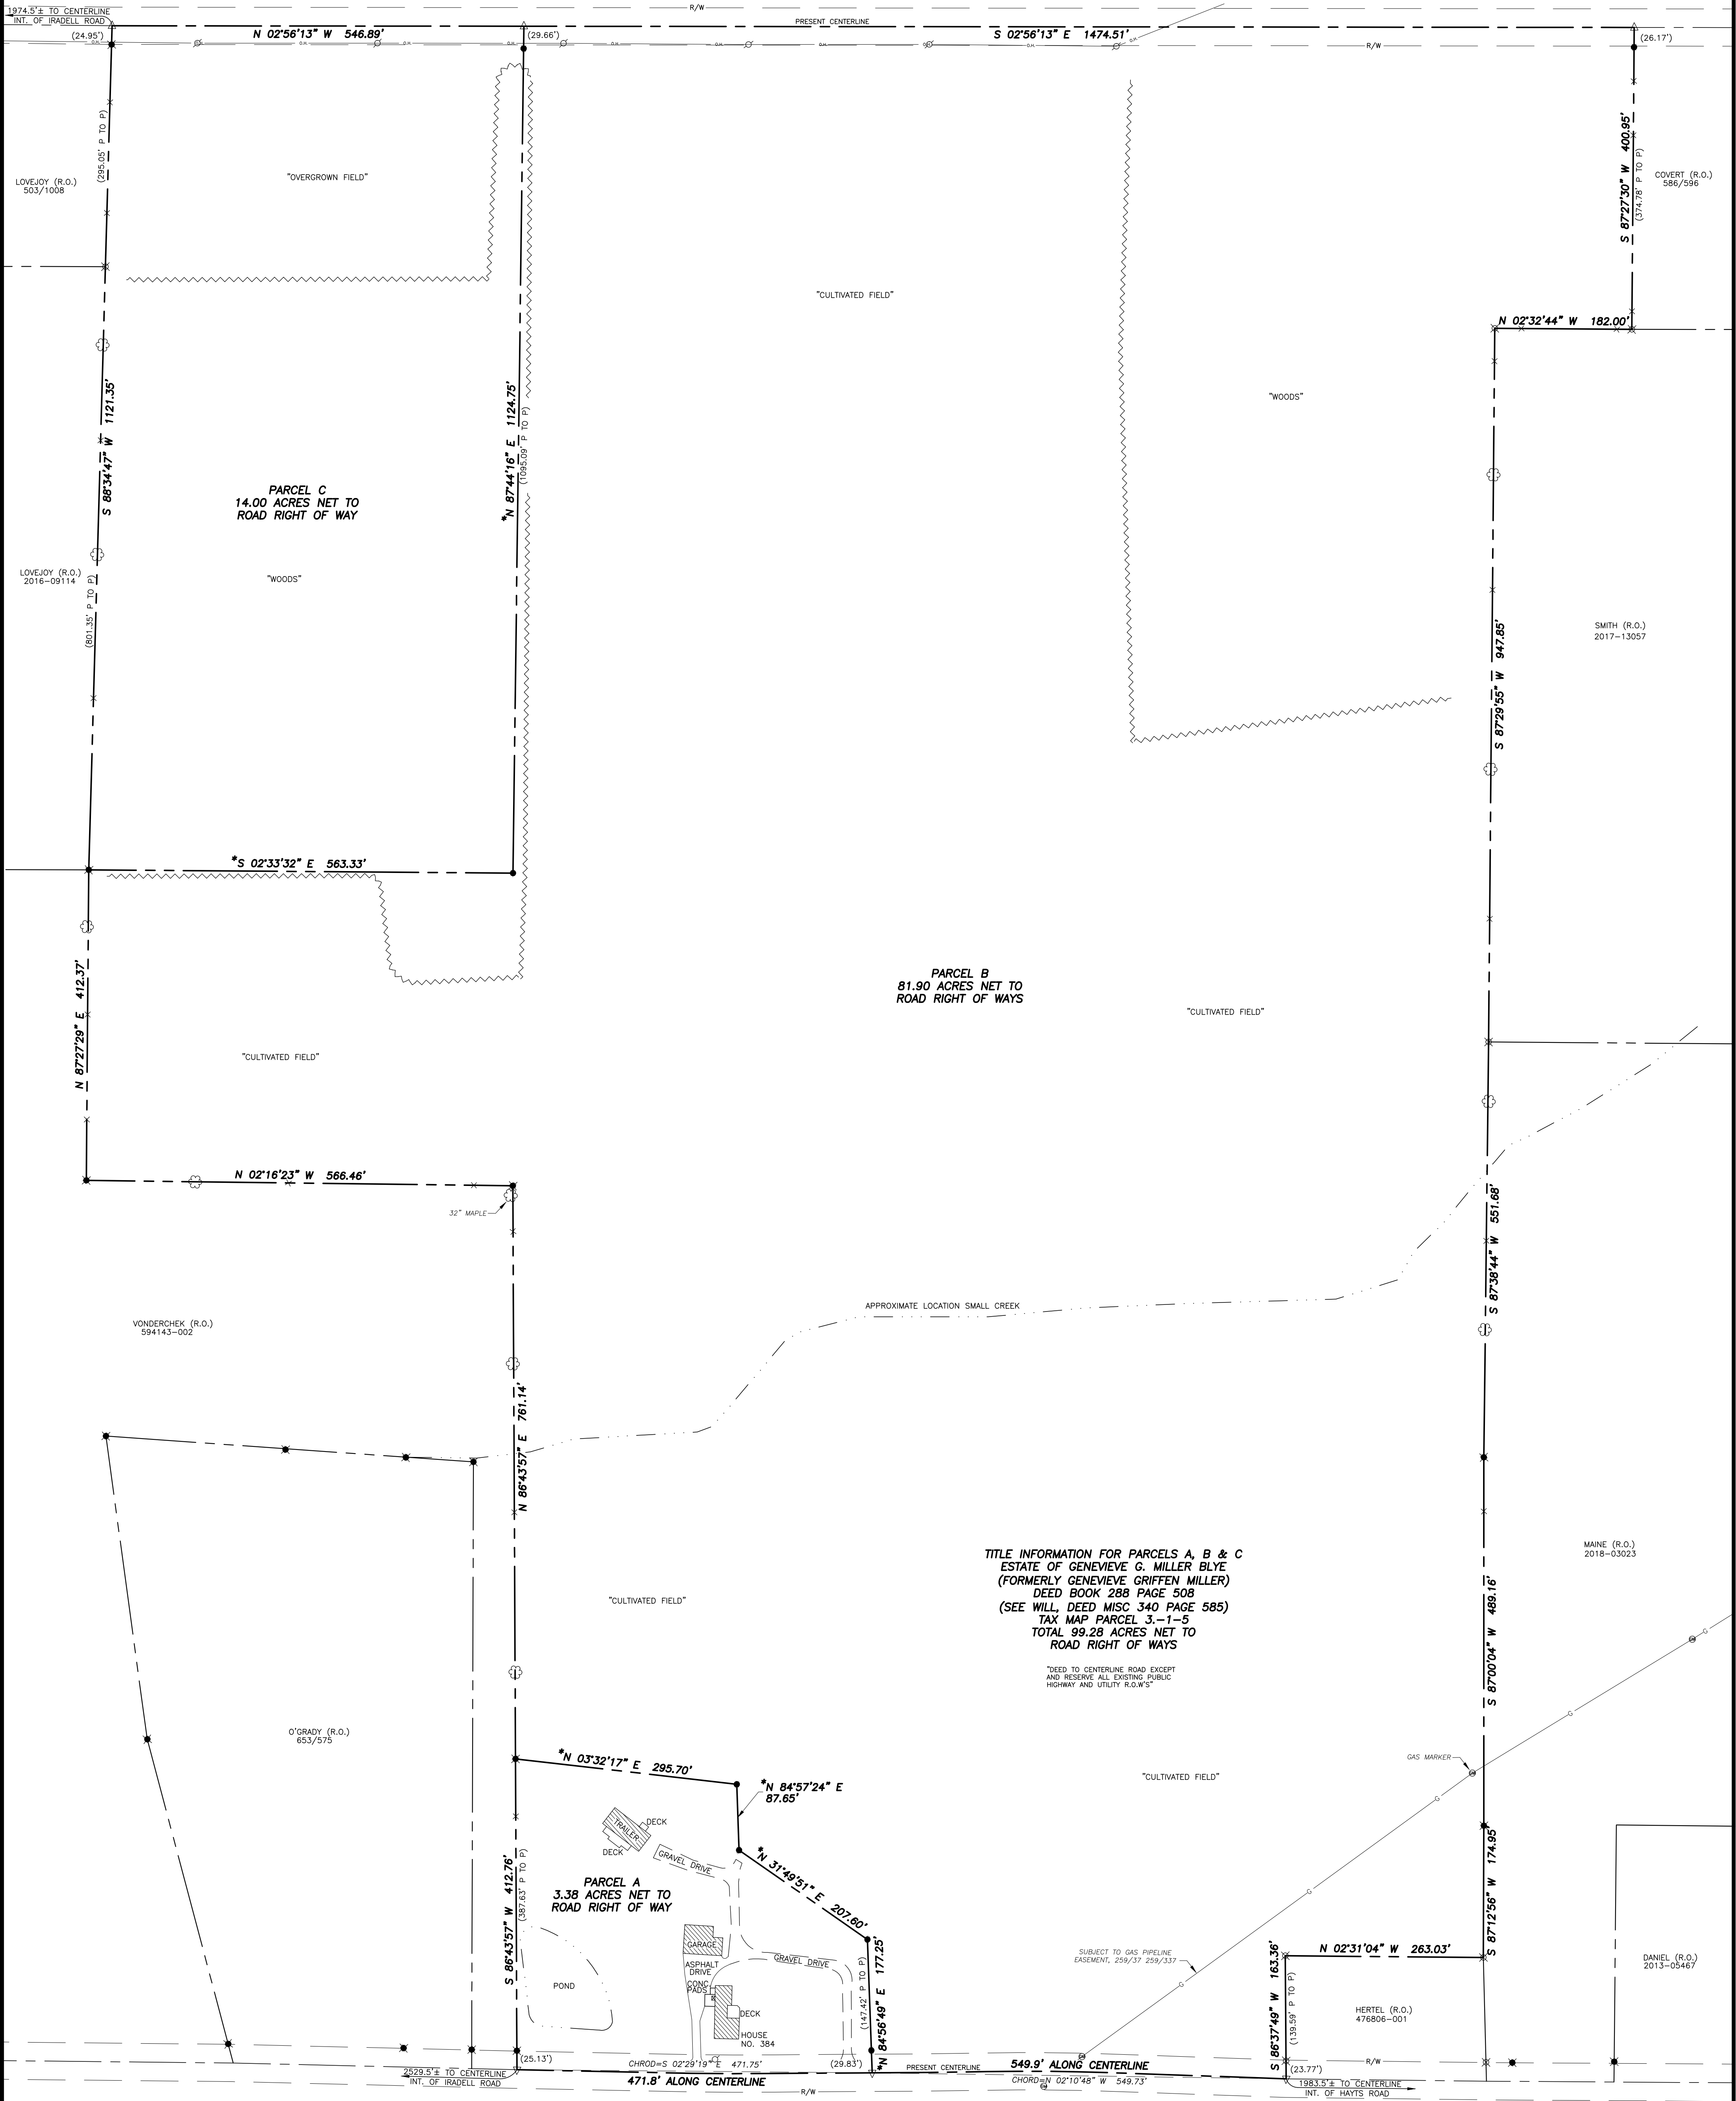 1974.5'± TO CENTERLINE
INT. OF IRADELL ROAD
R/W
PRESENT CENTERLINE
(24.95')
N 02°56'13" W 546.89'
(29.66')
S 02°56'13" E 1474.51'
R/W
(26.17')
O.H. O.H. O.H. O.H. O.H. O.H. O.H. O.H. O.H.
(295.05' P TO P)
S 87°27'30" W 400.95'
(374.78' P TO P)
LOVEJOY (R.O.)
503/1008
"OVERGROWN FIELD"
COVERT (R.O.)
586/596
"CULTIVATED FIELD"
N 02°32'44" W 182.00'
"WOODS"
S 88°34'47" W 1121.35'
*N 87°44'16" E 1124.75'
(1095.09' P TO P)
PARCEL C
14.00 ACRES NET TO
ROAD RIGHT OF WAY
LOVEJOY (R.O.)
2016-09114
(801.35' P TO P)
"WOODS"
SMITH (R.O.)
2017-13057
S 87°29'55" W 947.85'
*S 02°33'32" E 563.33'
N 87°27'29" E 412.37'
PARCEL B
81.90 ACRES NET TO
ROAD RIGHT OF WAYS
"CULTIVATED FIELD"
"CULTIVATED FIELD"
N 02°16'23" W 566.46'
32" MAPLE
S 87°38'44" W 551.68'
APPROXIMATE LOCATION SMALL CREEK
VONDERCHEK (R.O.)
594143-002
N 86°43'57" E 761.14'
TITLE INFORMATION FOR PARCELS A, B & C
ESTATE OF GENEVIEVE G. MILLER BLYE
(FORMERLY GENEVIEVE GRIFFEN MILLER)
DEED BOOK 288 PAGE 508
(SEE WILL, DEED MISC 340 PAGE 585)
TAX MAP PARCEL 3.-1-5
TOTAL 99.28 ACRES NET TO
ROAD RIGHT OF WAYS
"DEED TO CENTERLINE ROAD EXCEPT
AND RESERVE ALL EXISTING PUBLIC
HIGHWAY AND UTILITY R.O.W'S"
MAINE (R.O.)
2018-03023
"CULTIVATED FIELD"
S 87°00'04" W 489.16'
O'GRADY (R.O.)
653/575
*N 03°32'17" E 295.70'
*N 84°57'24" E
87.65'
GAS MARKER
"CULTIVATED FIELD"
G G G G G
TRAILER
DECK
DECK
GRAVEL DRIVE
*N 31°49'51" E 207.60'
S 86°43'57" W 412.76'
(387.63' P TO P)
PARCEL A
3.38 ACRES NET TO
ROAD RIGHT OF WAY
S 87°12'56" W 174.95'
GARAGE
ASPHALT
DRIVE
GRAVEL DRIVE
CONC
PADS
POND
DECK
HOUSE
NO. 384
(147.42' P TO P)
*N 84°56'49" E 177.25'
SUBJECT TO GAS PIPELINE
EASEMENT, 259/37 259/337
N 02°31'04" W 263.03'
S 86°37'49" W 163.36'
(139.59' P TO P)
HERTEL (R.O.)
476806-001
DANIEL (R.O.)
2013-05467
(25.13')
CHROD=S 02°29'19" E 471.75'
(29.83')
PRESENT CENTERLINE
549.9' ALONG CENTERLINE
R/W
(23.77')
2529.5'± TO CENTERLINE
INT. OF IRADELL ROAD
471.8' ALONG CENTERLINE
R/W
CHORD=N 02°10'48" W 549.73'
1983.5'± TO CENTERLINE
INT. OF HAYTS ROAD